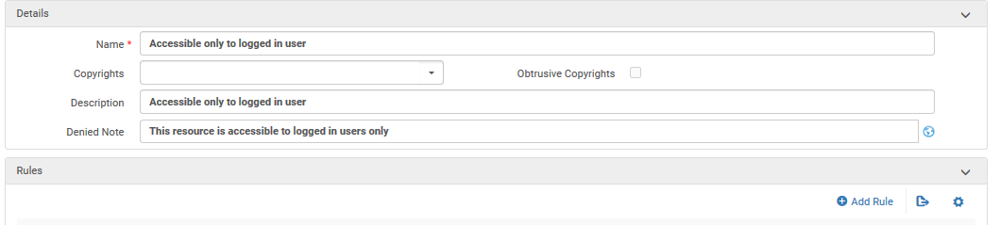 Details
Name * Accessible only to logged in user
Copyrights Obtrusive Copyrights
Description Accessible only to logged in user
Denied Note This resource is accessible to logged in users only
Rules
Add Rule